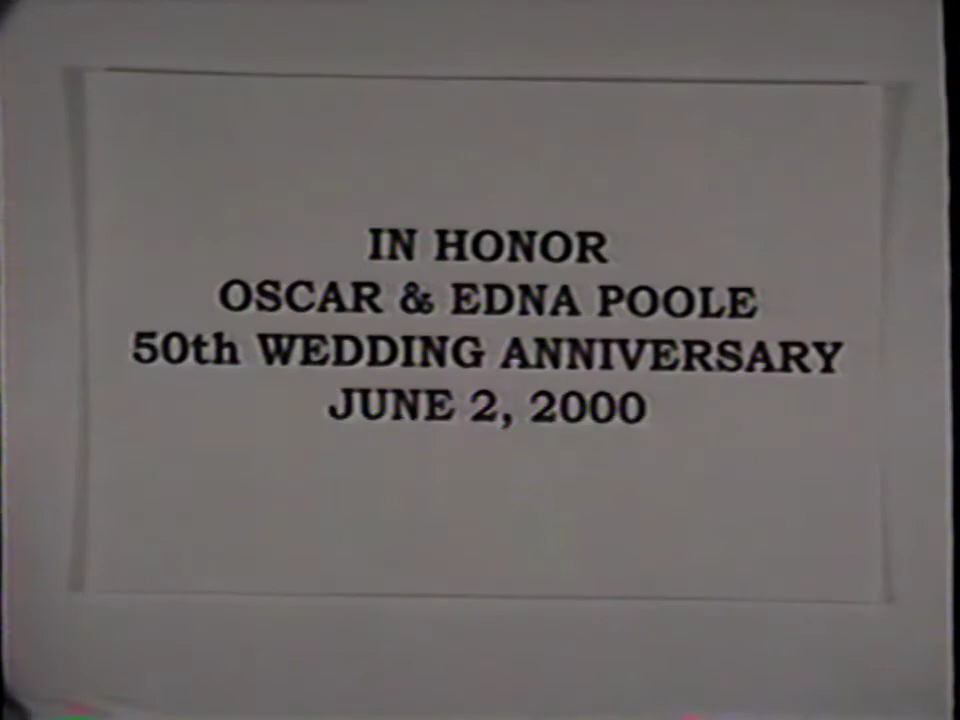 IN HONOR
OSCAR & EDNA POOLE
50th WEDDING ANNIVERSARY
JUNE 2, 2000